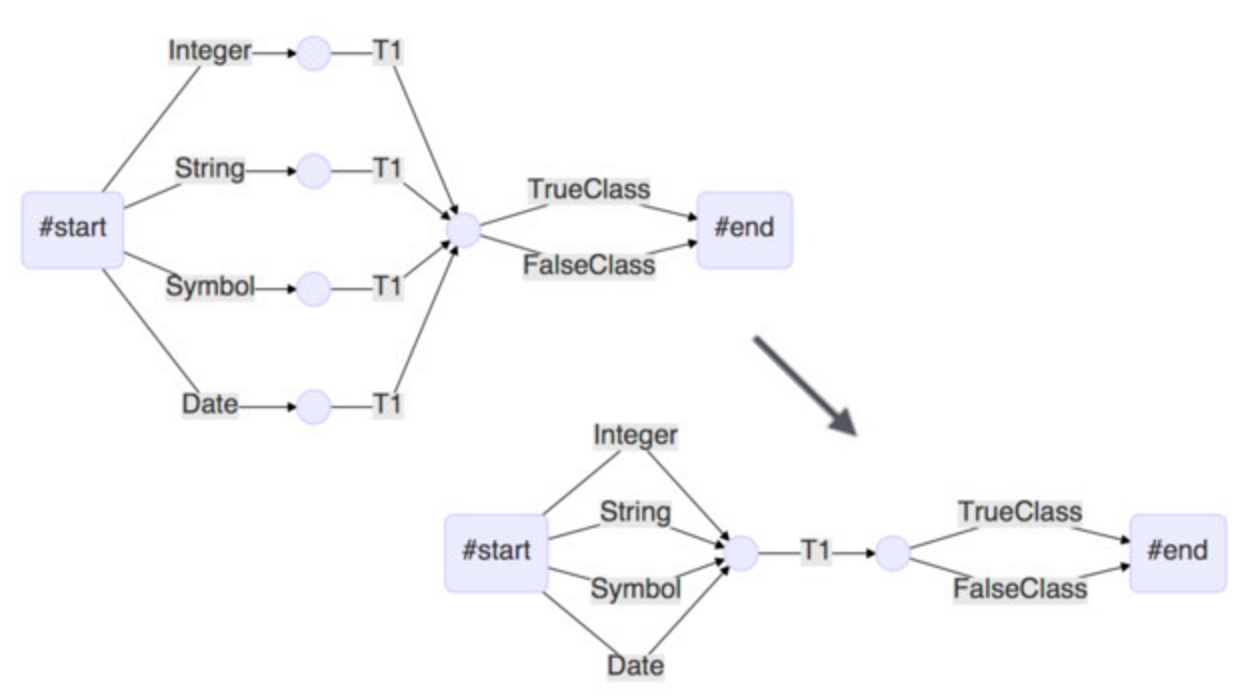 Integer T1
String T1
TrueClass
#start #end
FalseClass
Symbol T1
Date T1
Integer
String TrueClass
#start T1 #end
Symbol FalseClass
Date